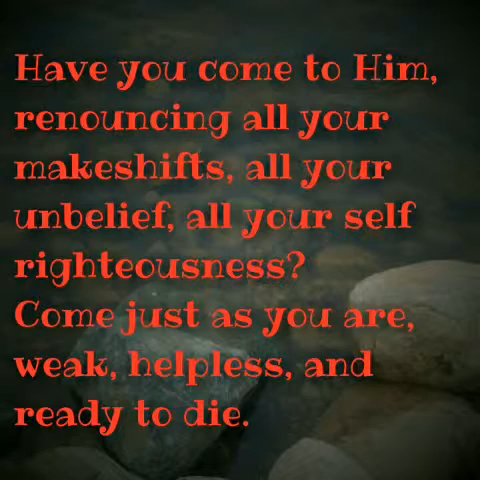 Have you come to Him,
renouncing all your
makeshifts, all your
unbelief, all your self
righteousness?
Come just as you are,
weak, helpless, and
ready to die.